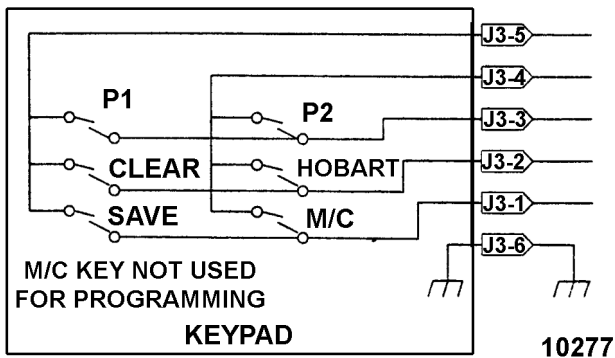 J3-5
J3-4
P1 P2 J3-3
CLEAR HOBART J3-2
SAVE M/C J3-1
J3-6
M/C KEY NOT USED
FOR PROGRAMMING
KEYPAD
10277